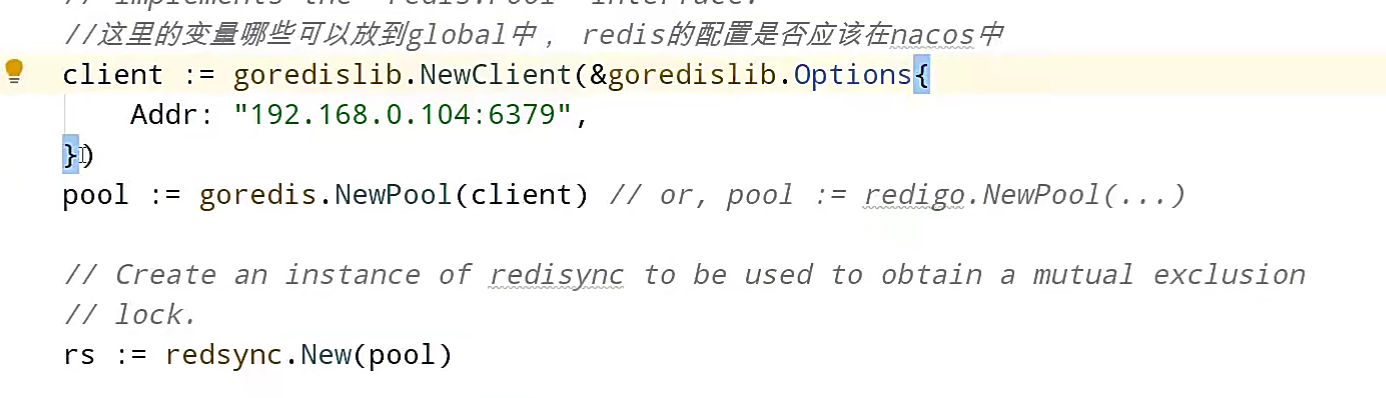 // implements the `redis.Pool` interface.
//这里的变量哪些可以放到global中， redis的配置是否应该在nacos中
client := goredislib.NewClient(&goredislib.Options{
    Addr: "192.168.0.104:6379",
})
pool := goredis.NewPool(client) // or, pool := redigo.NewPool(...)
// Create an instance of redisync to be used to obtain a mutual exclusion
// lock.
rs := redsync.New(pool)